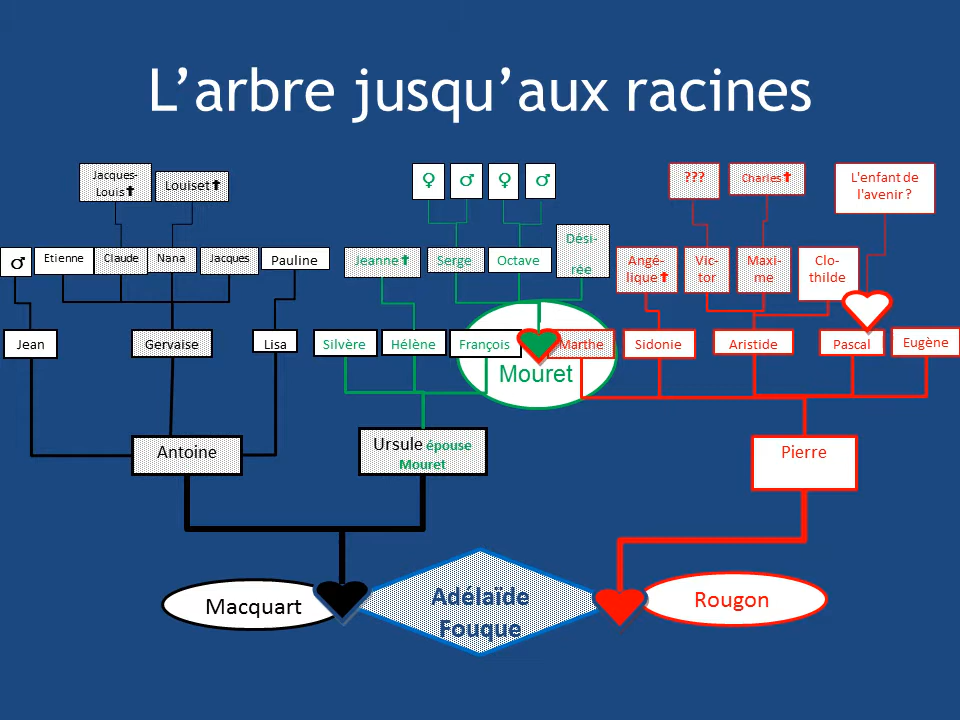 L’arbre jusqu’aux racines
Jacques-
Louis✝
Louiset✝
♀
♂
♀
♂
???
Charles✝
L'enfant de
l'avenir ?
♂
Etienne
Claude
Nana
Jacques
Pauline
Jeanne✝
Serge
Octave
Dési-
rée
Angé-
lique✝
Vic-
tor
Maxi-
me
Clo-
thilde
Jean
Gervaise
Lisa
Silvère
Hélène
François
Marthe
Sidonie
Aristide
Pascal
Eugène
Mouret
Antoine
Ursule épouse
Mouret
Pierre
Macquart
Adélaïde
Fouque
Rougon